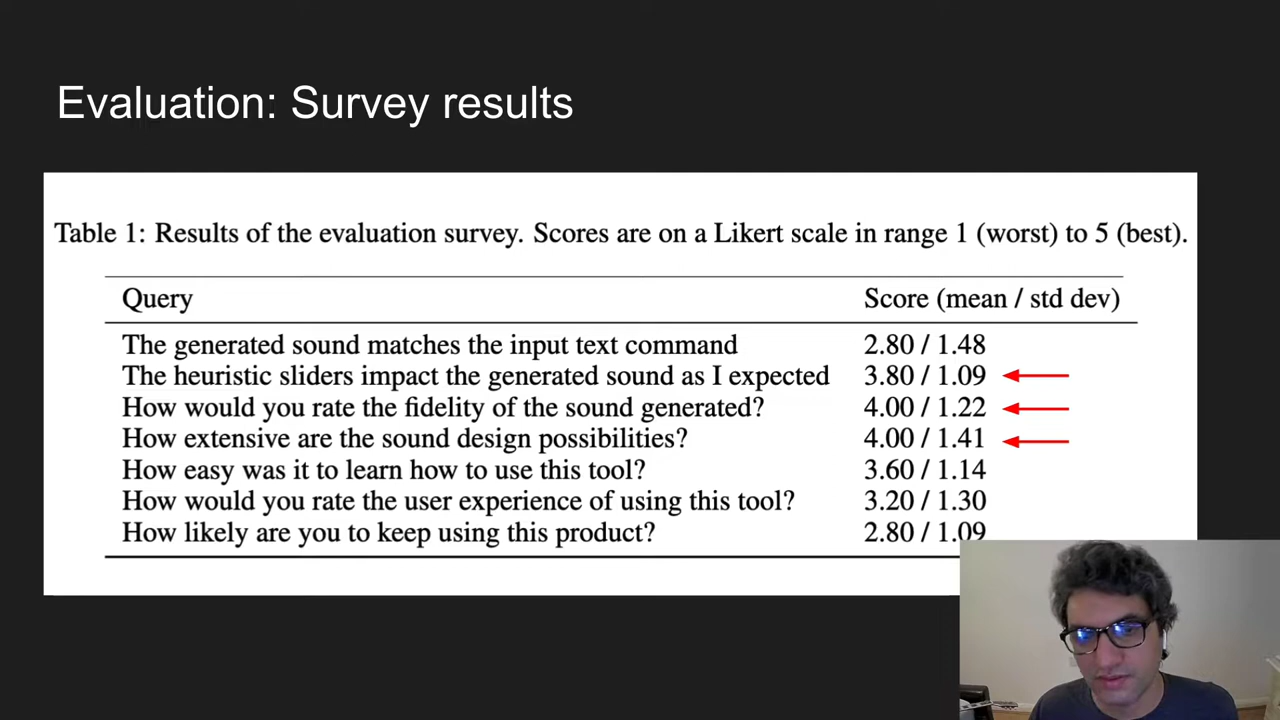 Evaluation: Survey results
Table 1: Results of the evaluation survey. Scores are on a Likert scale in range 1 (worst) to 5 (best).
Query Score (mean / std dev)
The generated sound matches the input text command 2.80 / 1.48
The heuristic sliders impact the generated sound as I expected 3.80 / 1.09
How would you rate the fidelity of the sound generated? 4.00 / 1.22
How extensive are the sound design possibilities? 4.00 / 1.41
How easy was it to learn how to use this tool? 3.60 / 1.14
How would you rate the user experience of using this tool? 3.20 / 1.30
How likely are you to keep using this product? 2.80 / 1.09